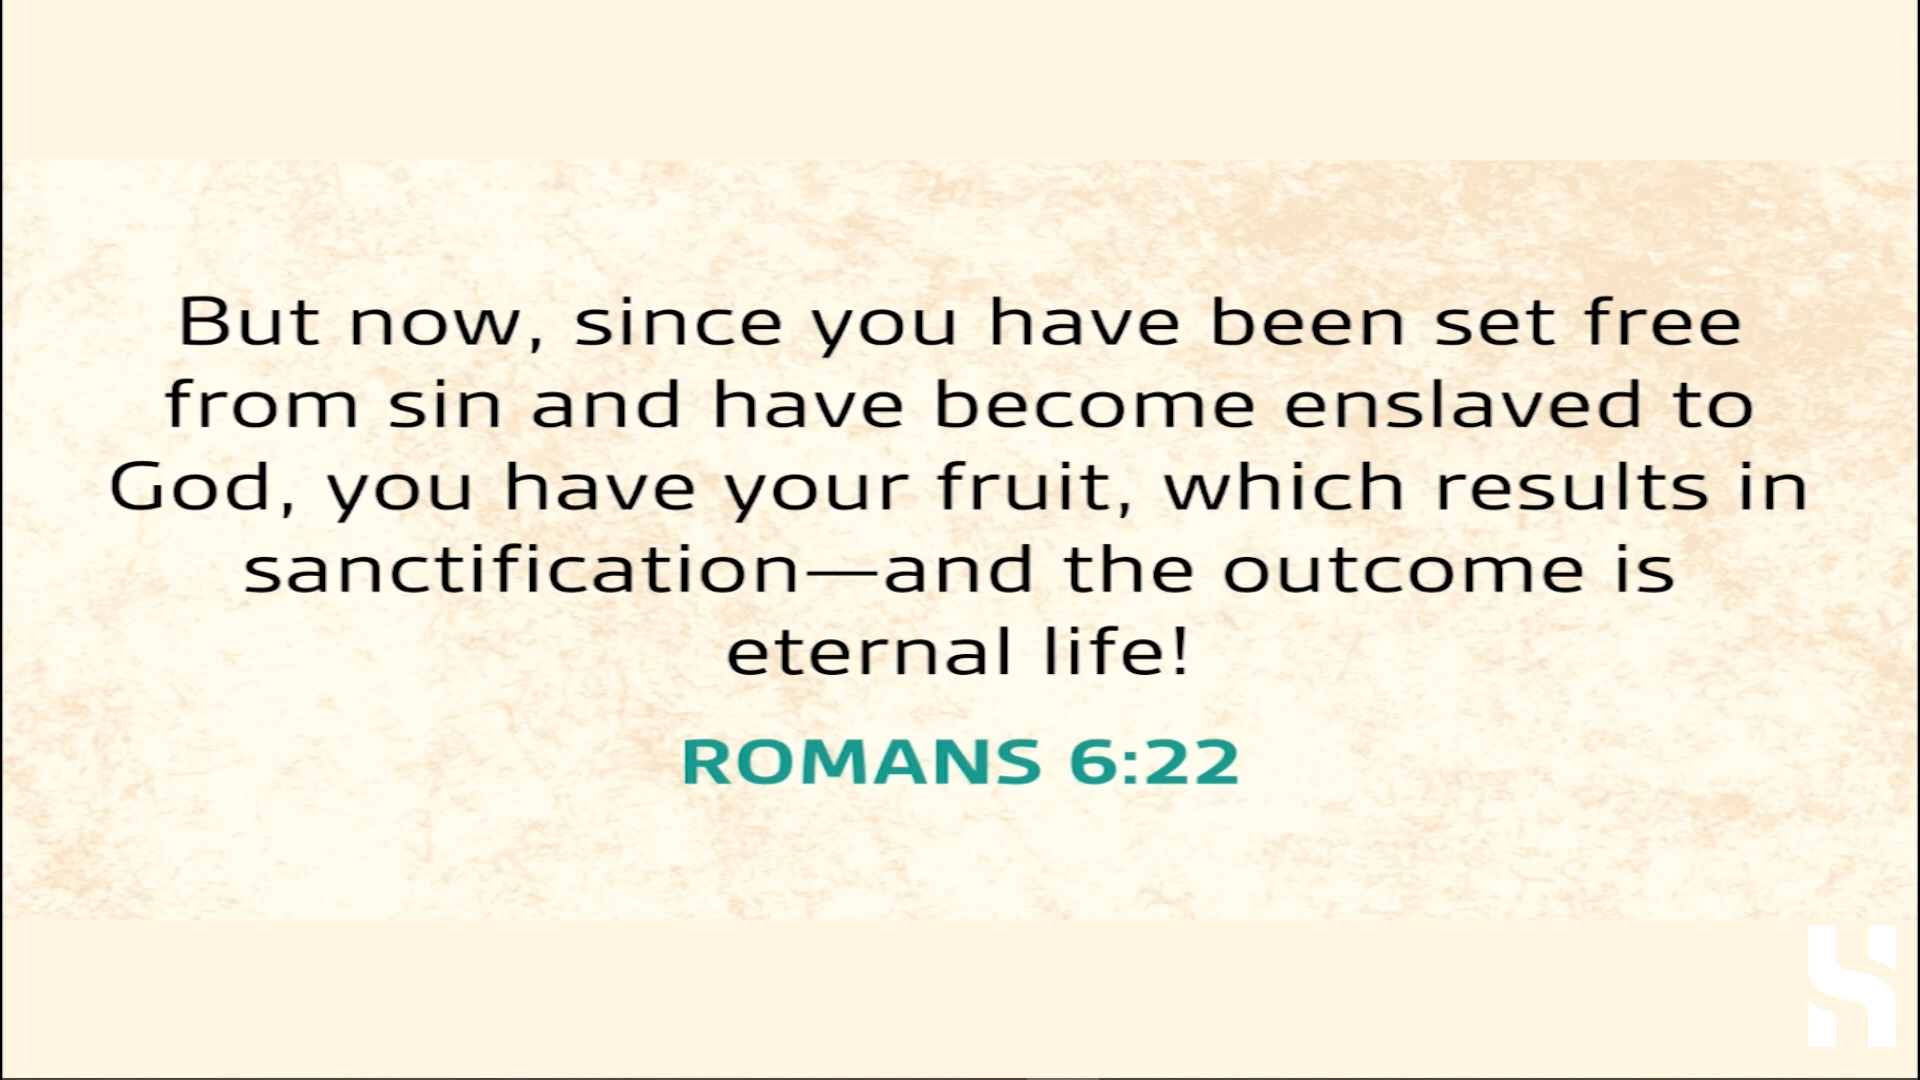 But now, since you have been set free
from sin and have become enslaved to
God, you have your fruit, which results in
sanctification—and the outcome is
eternal life!
ROMANS 6:22